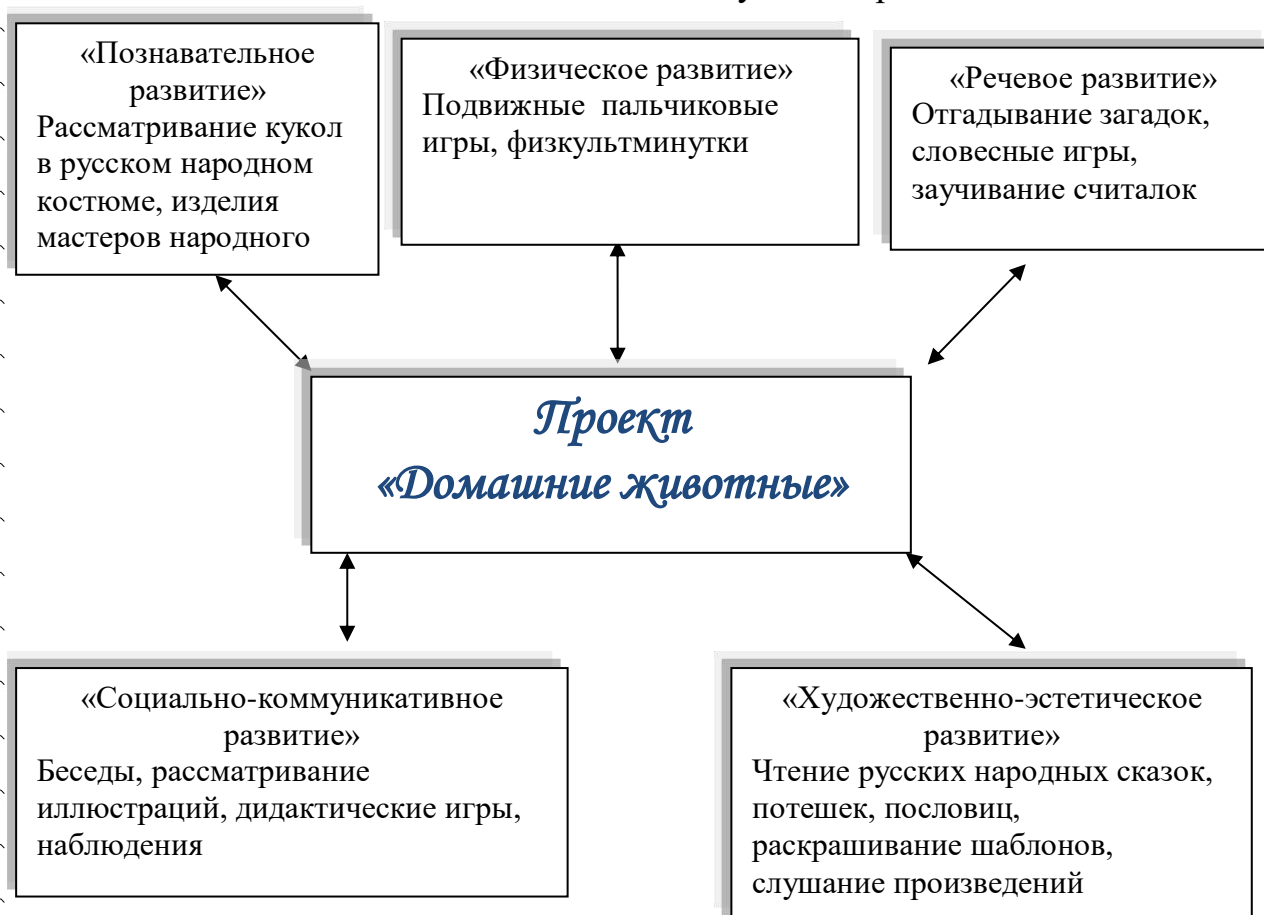 «Познавательное
развитие»
Рассматривание кукол
в русском народном
костюме, изделия
мастеров народного
«Физическое развитие»
Подвижные пальчиковые
игры, физкультминутки
«Речевое развитие»
Отгадывание загадок,
словесные игры,
заучивание считалок
Проект
«Домашние животные»
«Социально-коммуникативное
развитие»
Беседы, рассматривание
иллюстраций, дидактические игры,
наблюдения
«Художественно-эстетическое
развитие»
Чтение русских народных сказок,
потешек, пословиц,
раскрашивание шаблонов,
слушание произведений